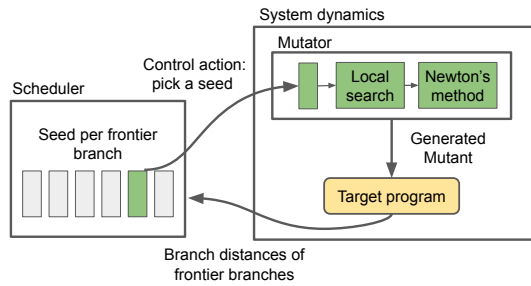 System dynamics
Mutator
Control action:
pick a seed
Local
search
Newton's
method
Scheduler
Seed per frontier
branch
Generated
Mutant
Target program
Branch distances of
frontier branches